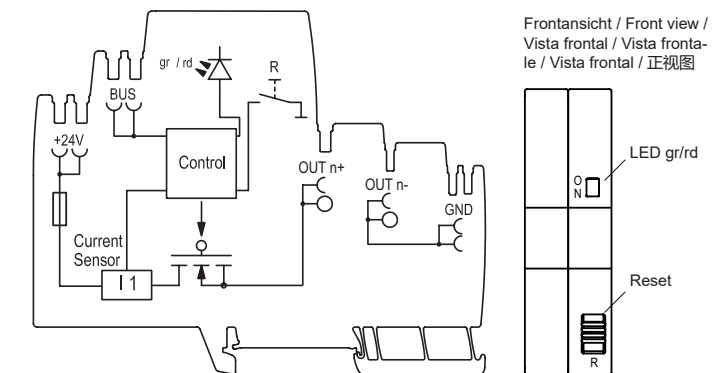 Frontansicht / Front view /
Vista frontal / Vista fronta-
le / Vista frontal / 正视图
gr / rd
R
BUS
+24V
Control
OUT n+
OUT n-
GND
Current
Sensor
I 1
LED gr/rd
O
N
Reset
R